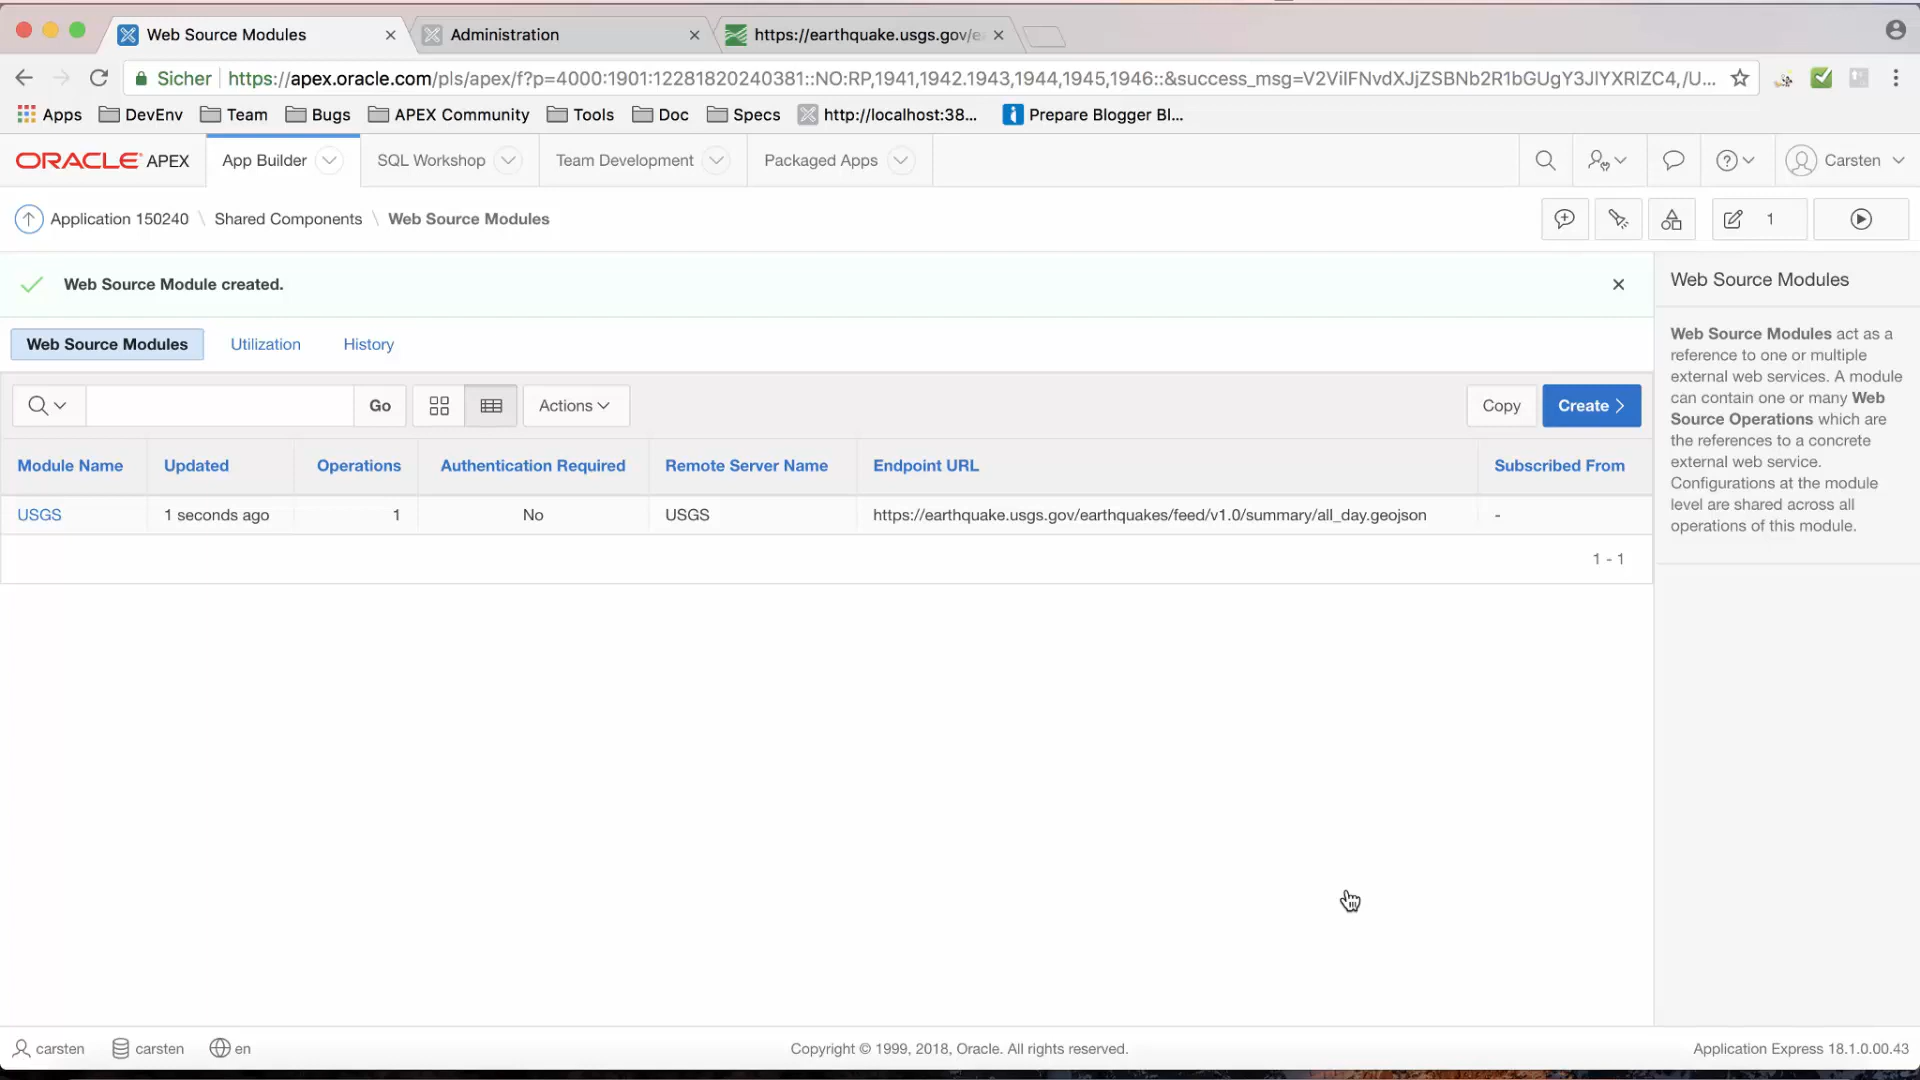 Web Source Modules
Administration
https://earthquake.usgs.gov/e
Sicher https://apex.oracle.com/pls/apex/f?p=4000:1901:12281820240381::NO:RP,1941,1942.1943,1944,1945,1946::&success_msg=V2ViIFNvdXJjZSBNb2R1bGUgY3JlYXRlZC4,/U...
Apps DevEnv Team Bugs APEX Community Tools Doc Specs http://localhost:38... Prepare Blogger Bl...
ORACLE APEX App Builder SQL Workshop Team Development Packaged Apps Carsten
Application 150240 \ Shared Components \ Web Source Modules 1
Web Source Module created.
Web Source Modules Utilization History
Go Actions Copy Create
Module Name Updated Operations Authentication Required Remote Server Name Endpoint URL Subscribed From
USGS 1 seconds ago 1 No USGS https://earthquake.usgs.gov/earthquakes/feed/v1.0/summary/all_day.geojson -
1 - 1
Web Source Modules
Web Source Modules act as a
reference to one or multiple
external web services. A module
can contain one or many Web
Source Operations which are
the references to a concrete
external web service.
Configurations at the module
level are shared across all
operations of this module.
carsten carsten en
Copyright © 1999, 2018, Oracle. All rights reserved.
Application Express 18.1.0.00.43